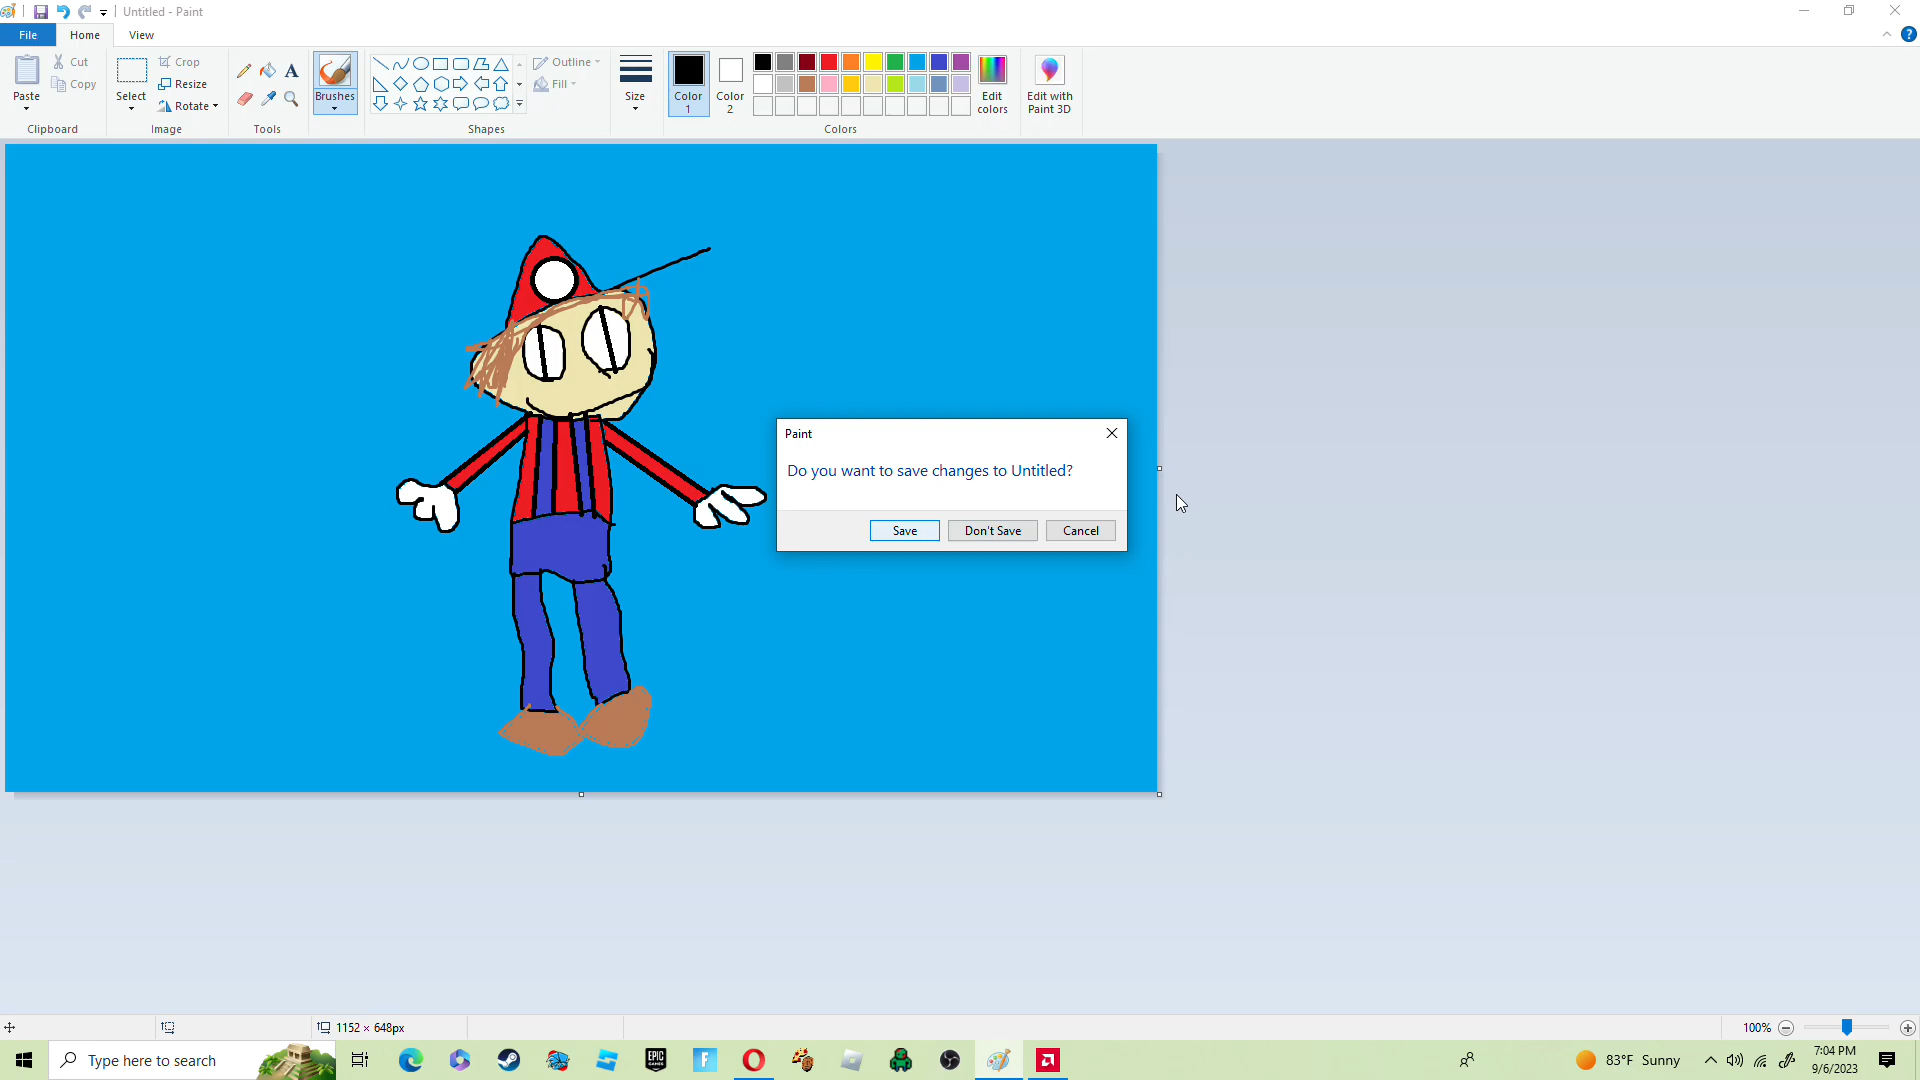 Untitled - Paint
File Home View
Paste
Cut
Copy
Clipboard
Select
Crop
Resize
Rotate
Image
A
Tools
Brushes
Outline
Fill
Shapes
Size
Color
1
Color
2
Edit
colors
Colors
Edit with
Paint 3D
?
Paint
Do you want to save changes to Untitled?
Save Don't Save Cancel
1152 × 648px
100%
Type here to search
EPIC
GAMES
F
83°F Sunny
7:04 PM
9/6/2023